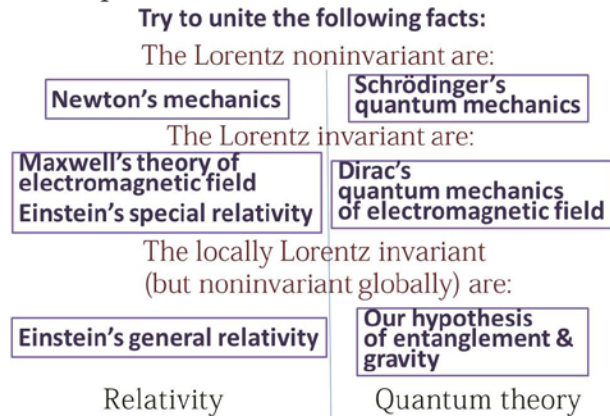 Try to unite the following facts:
The Lorentz noninvariant are:
Newton's mechanics
Schrödinger's
quantum mechanics
The Lorentz invariant are:
Maxwell's theory of
electromagnetic field
Einstein's special relativity
Dirac's
quantum mechanics
of electromagnetic field
The locally Lorentz invariant
(but noninvariant globally) are:
Einstein's general relativity
Our hypothesis
of entanglement &
gravity
Relativity
Quantum theory